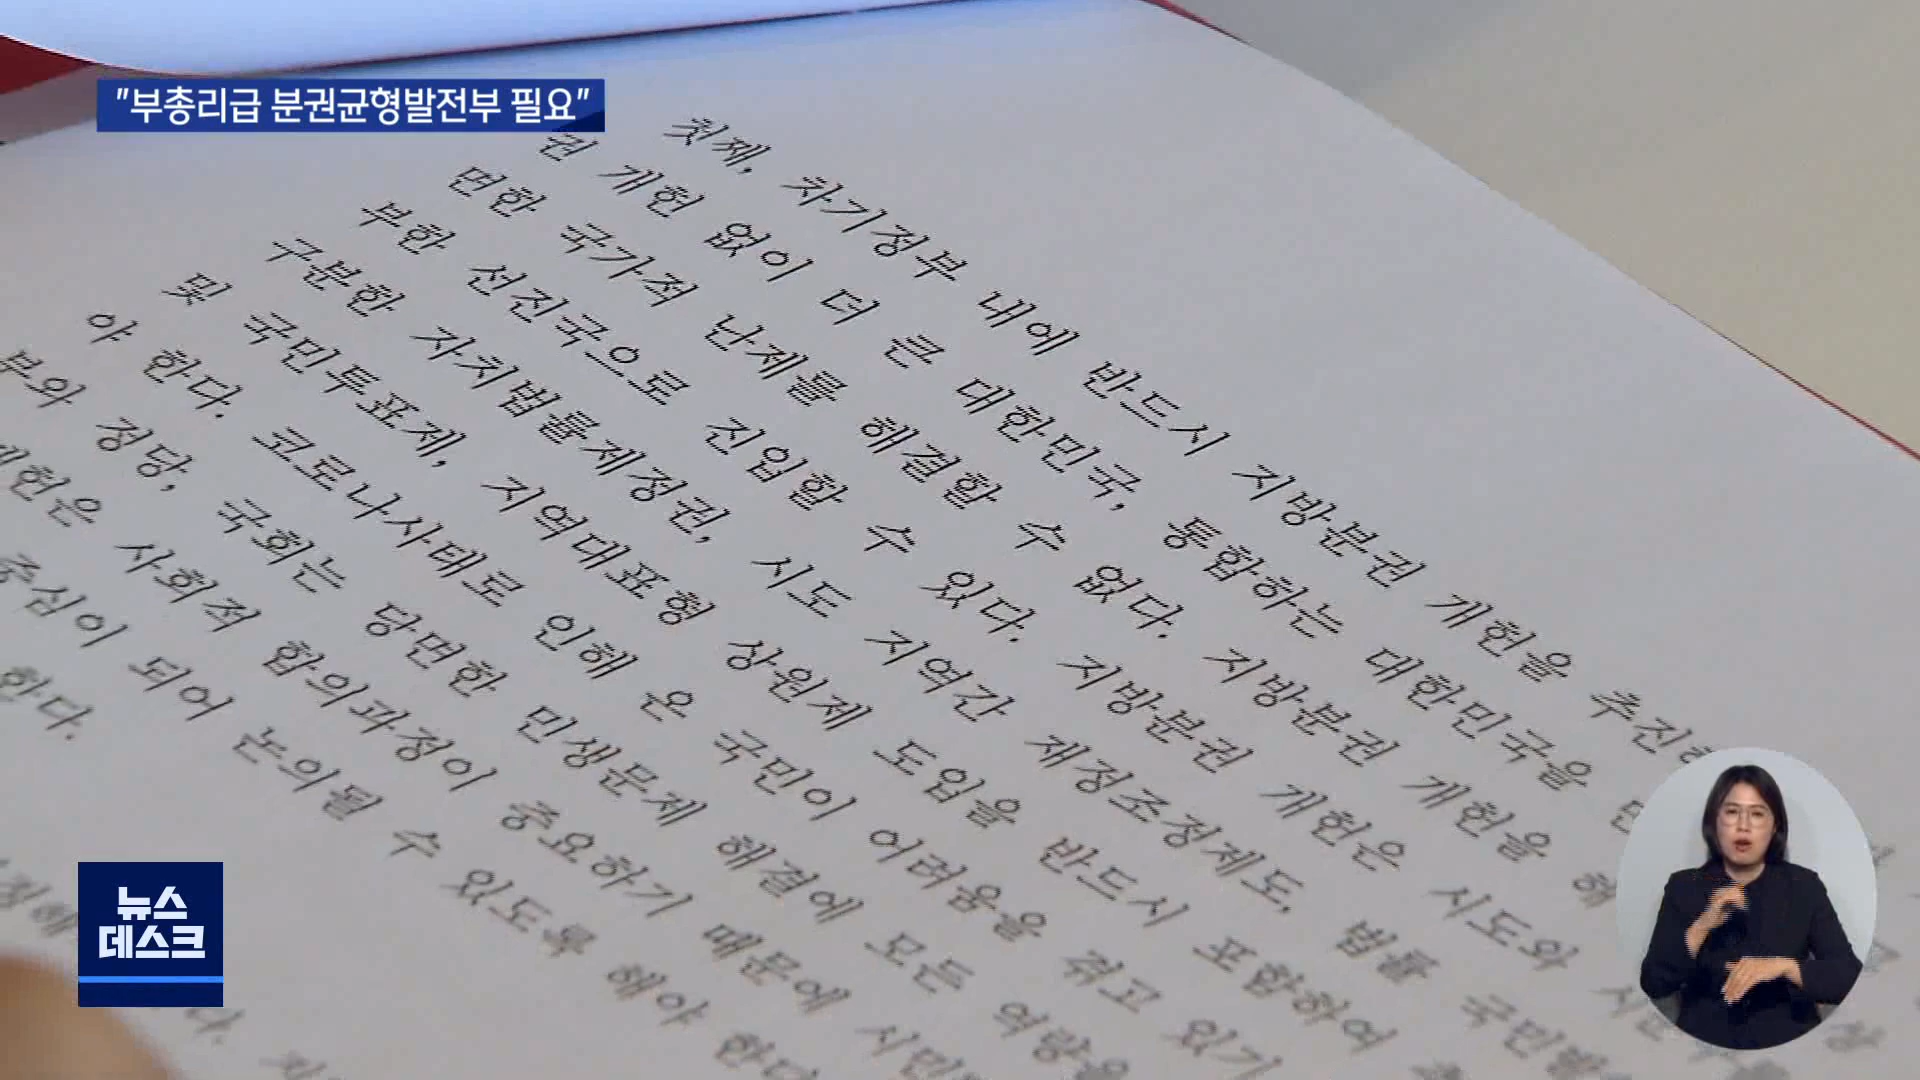 "부총리급 분권균형발전부 필요"
첫째, 차기정부 내에 반드시 지방분권 개헌을
권 개헌 없이 더 큰 대한민국, 통합하는 대한민국을
면한 국가적 난제를 해결할 수 없다. 지방분권 개헌을
부한 선진국으로 진입할 수 있다. 지방분권 개헌은 시도와
구분한 자치법률제정권, 시도 지역간 재정조정제도, 법률
및 국민투표제, 지역대표형 상원제 도입을 반드시 포함하여
야 한다. 코로나사태로 인해 온 국민이 어려움을 겪고 있기
부와 정당, 국회는 당면한 민생문제 해결에 모든 역량을
개헌은 사회적 합의과정이 중요하기 때문에
중심이 되어 논의될 수 있도록 해야 한다
한다.
뉴스
데스크